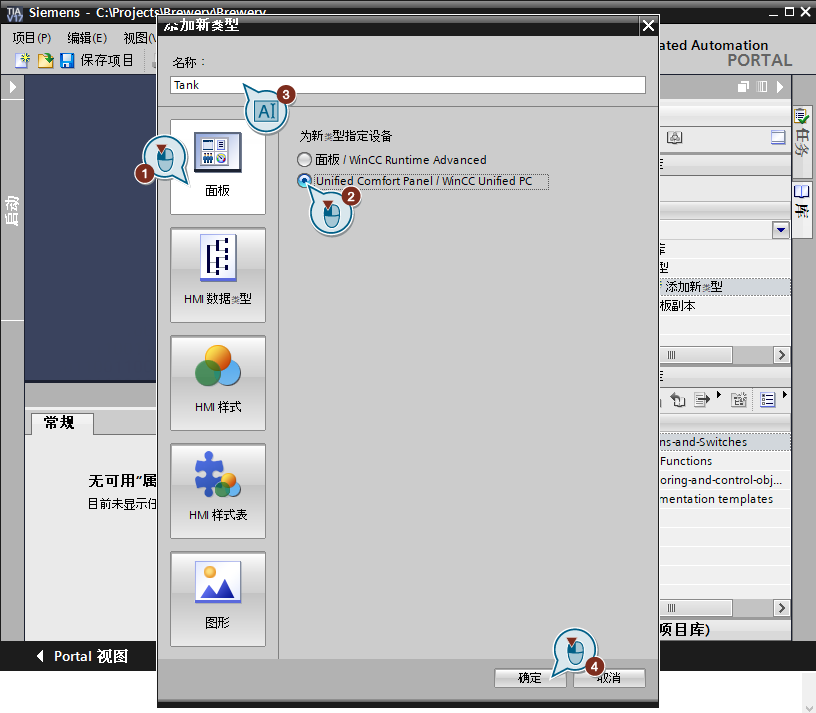 Siemens - C:\Projects\Brewery\Brewery
项目(P) 编辑(E) 视图(V
保存项目
ated Automation
PORTAL
添加新类型
名称：
Tank
AI
3
1
面板
为新类型指定设备
面板 / WinCC Runtime Advanced
Unified Comfort Panel / WinCC Unified PC
2
HMI 数据类型
HMI 样式
HMI 样式表
图形
确定
取消
4
启动
常规
无可用“属
目前未显示任
Portal 视图
任务
库
库
型
添加新类型
板副本
库
ns-and-Switches
Functions
oring-and-control-obj...
mentation templates
项目库)